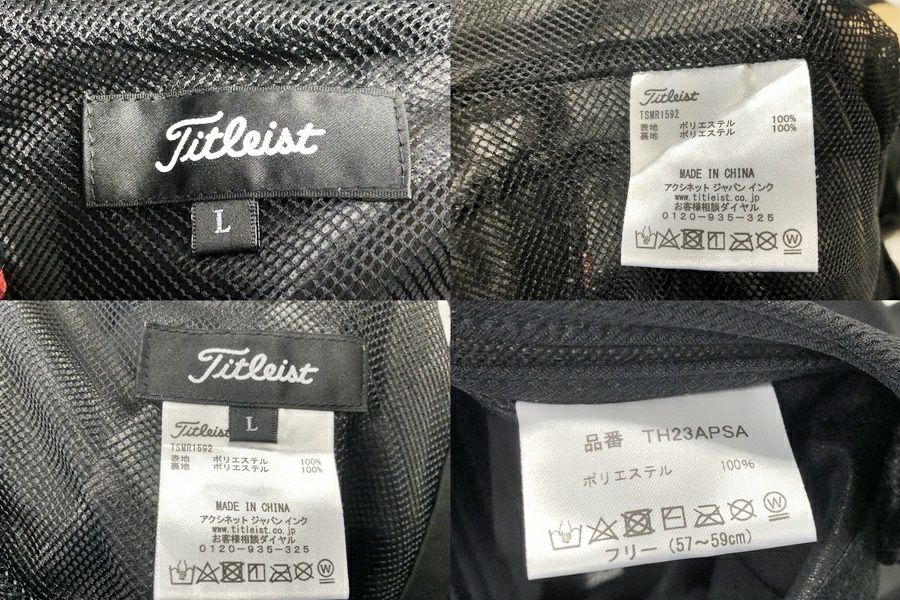 Titleist
L
Titleist
TSMR1592
表地 ポリエステル 100%
裏地 ポリエステル 100%
MADE IN CHINA
アクシネット ジャパン インク
www.titleist.co.jp
お客様相談ダイヤル
0120-935-325
W
Titleist
L
Titleist
TSMR1592
表地 ポリエステル 100%
裏地 ポリエステル 100%
MADE IN CHINA
アクシネット ジャパン インク
www.titleist.co.jp
お客様相談ダイヤル
0120-935-325
W
品番 TH23APSA
ポリエステル 100%
W
フリー (57～59cm)